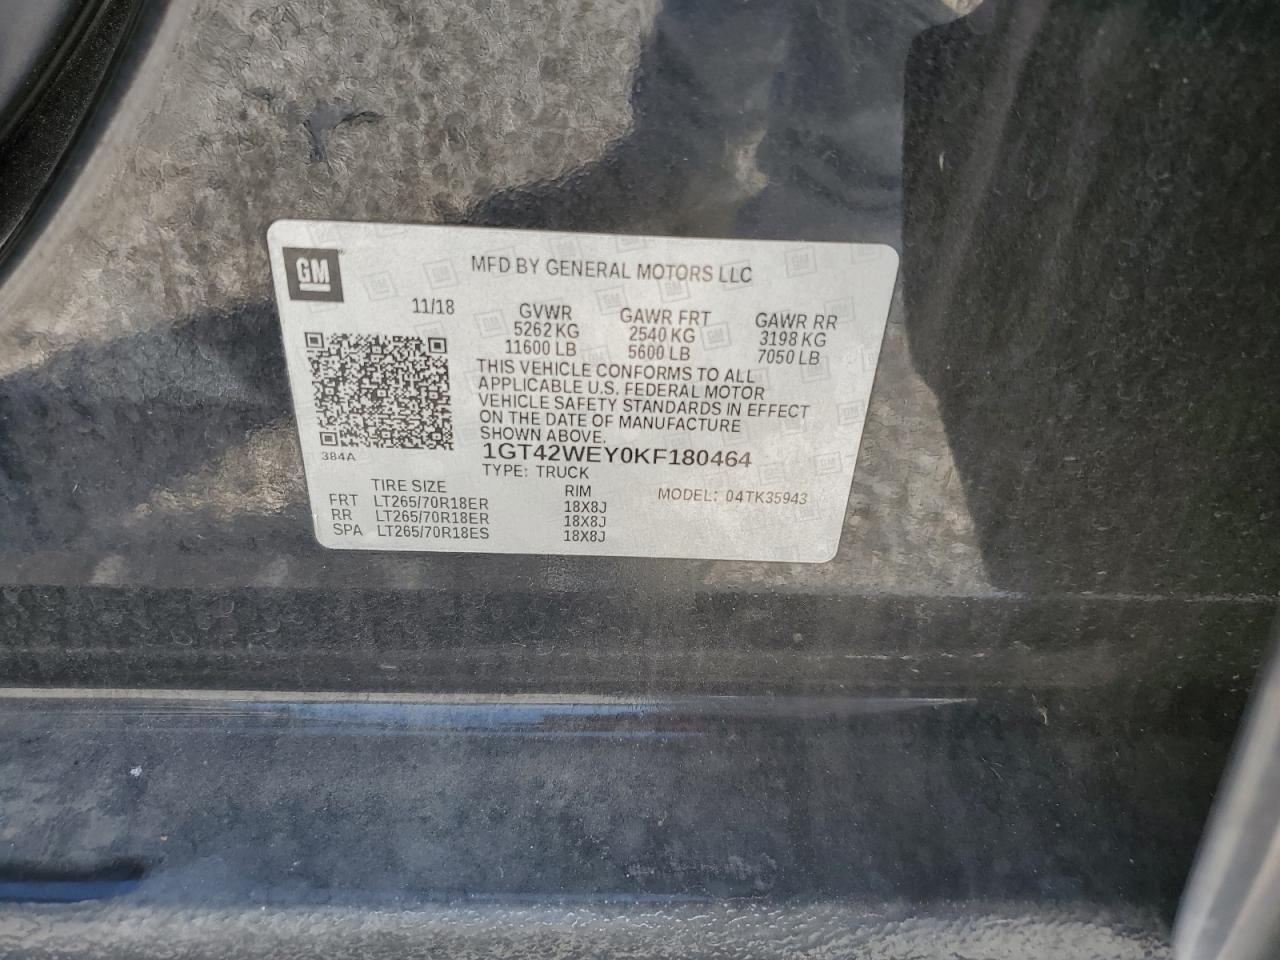 GM
MFD BY GENERAL MOTORS LLC
11/18
GVWR GAWR FRT GAWR RR
5262 KG 2540 KG 3198 KG
11600 LB 5600 LB 7050 LB
THIS VEHICLE CONFORMS TO ALL
APPLICABLE U.S. FEDERAL MOTOR
VEHICLE SAFETY STANDARDS IN EFFECT
ON THE DATE OF MANUFACTURE
SHOWN ABOVE.
384A
1GT42WEY0KF180464
TYPE: TRUCK
TIRE SIZE RIM MODEL: 04TK35943
FRT LT265/70R18ER 18X8J
RR LT265/70R18ER 18X8J
SPA LT265/70R18ES 18X8J